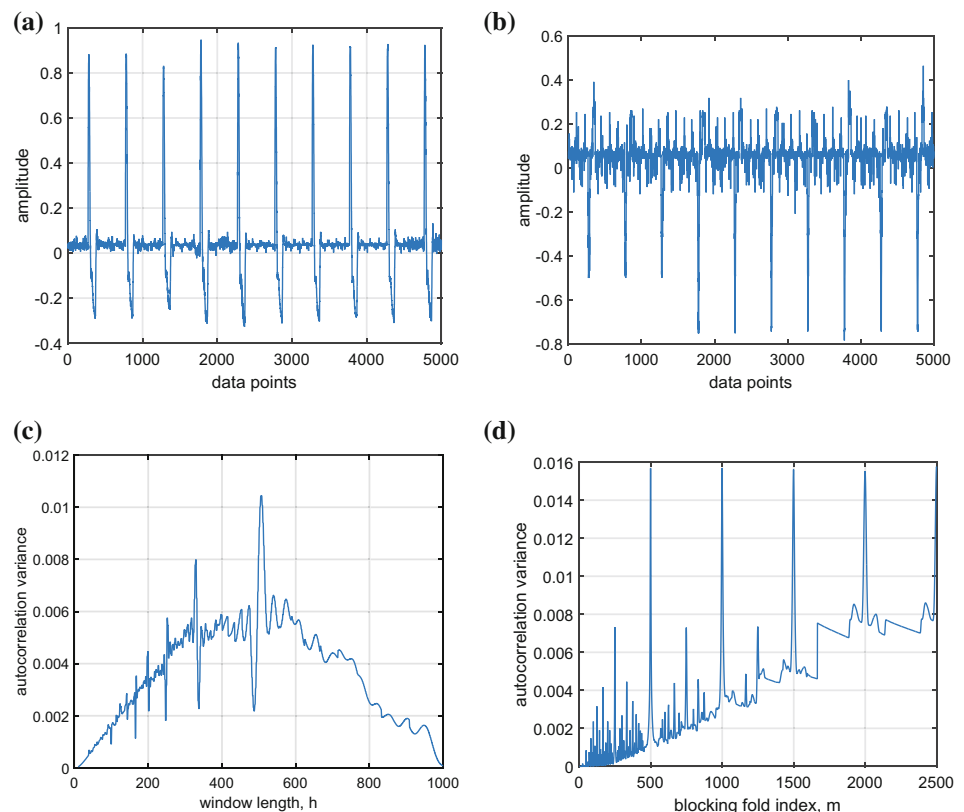 (a)
1
0.8
0.6
0.4
0.2
0
-0.2
-0.4
amplitude
0 1000 2000 3000 4000 5000
data points
(b)
0.6
0.4
0.2
0
-0.2
-0.4
-0.6
-0.8
amplitude
0 1000 2000 3000 4000 5000
data points
(c)
0.012
0.01
0.008
0.006
0.004
0.002
0
autocorrelation variance
0 200 400 600 800 1000
window length, h
(d)
0.016
0.014
0.012
0.01
0.008
0.006
0.004
0.002
0
autocorrelation variance
0 500 1000 1500 2000 2500
blocking fold index, m